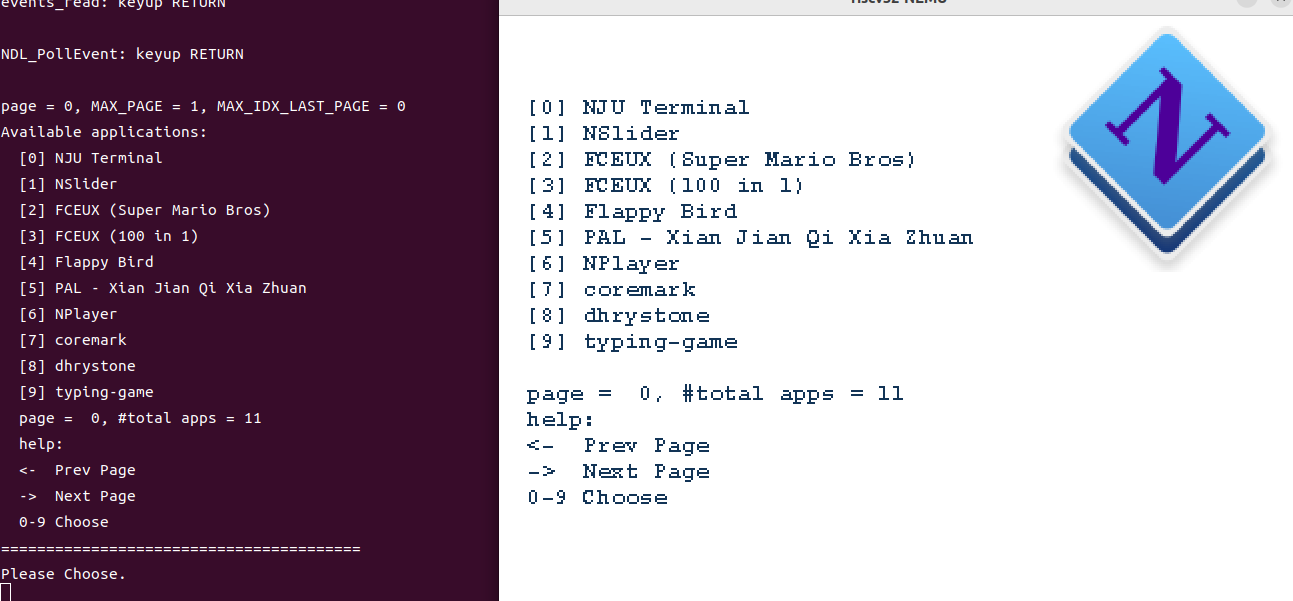 events_read: keyup RETURN
NDL_PollEvent: keyup RETURN
page = 0, MAX_PAGE = 1, MAX_IDX_LAST_PAGE = 0
Available applications:
[0] NJU Terminal
[1] NSlider
[2] FCEUX (Super Mario Bros)
[3] FCEUX (100 in 1)
[4] Flappy Bird
[5] PAL - Xian Jian Qi Xia Zhuan
[6] NPlayer
[7] coremark
[8] dhrystone
[9] typing-game
page =  0, #total apps = 11
help:
<-  Prev Page
->  Next Page
0-9 Choose
========================================
Please Choose.
riscv32-NEMU
[0] NJU Terminal
[1] NSlider
[2] FCEUX (Super Mario Bros)
[3] FCEUX (100 in 1)
[4] Flappy Bird
[5] PAL - Xian Jian Qi Xia Zhuan
[6] NPlayer
[7] coremark
[8] dhrystone
[9] typing-game
page =  0, #total apps = 11
help:
<-  Prev Page
->  Next Page
0-9 Choose
N